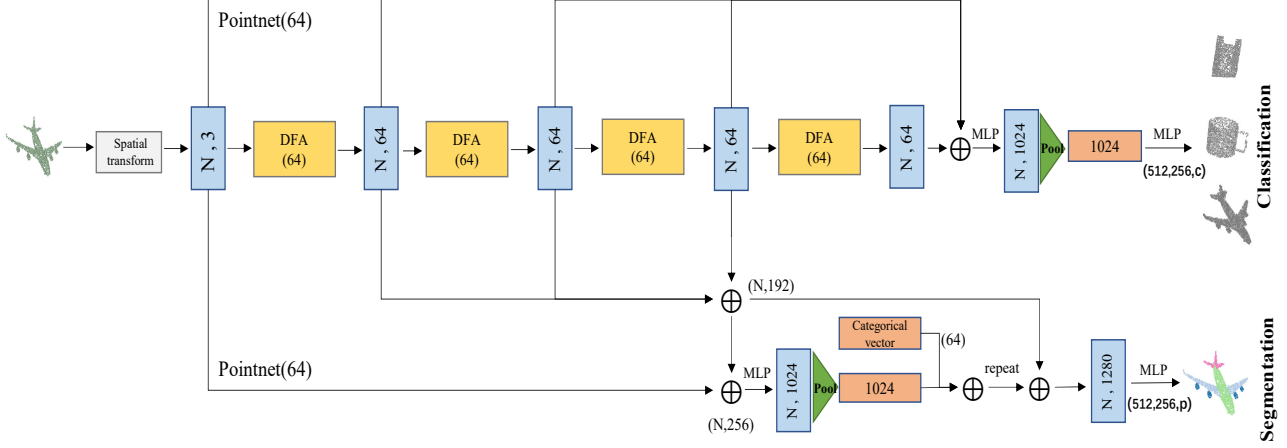 Pointnet(64)
Spatial
transform
N , 3
DFA
(64)
N , 64
DFA
(64)
N , 64
DFA
(64)
N , 64
DFA
(64)
N , 64
MLP
N , 1024
Pool
1024
MLP
(512,256,c)
Classification
(N,192)
Pointnet(64)
MLP
(N,256)
N , 1024
Pool
Categorical
vector
(64)
1024
repeat
N , 1280
MLP
(512,256,p)
Segmentation